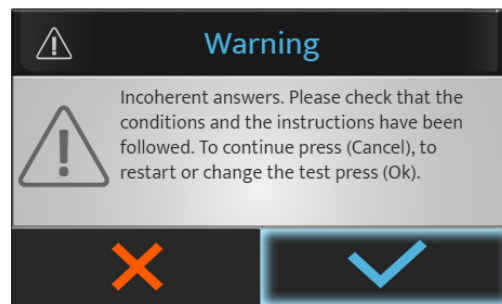 Warning
Incoherent answers. Please check that the
conditions and the instructions have been
followed. To continue press (Cancel), to
restart or change the test press (Ok).